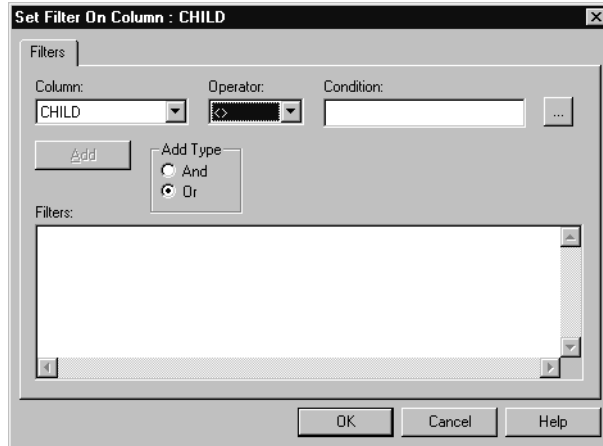 Set Filter On Column : CHILD
Filters
Column: Operator: Condition:
CHILD <> ...
Add Add Type
And
Or
Filters:
OK Cancel Help